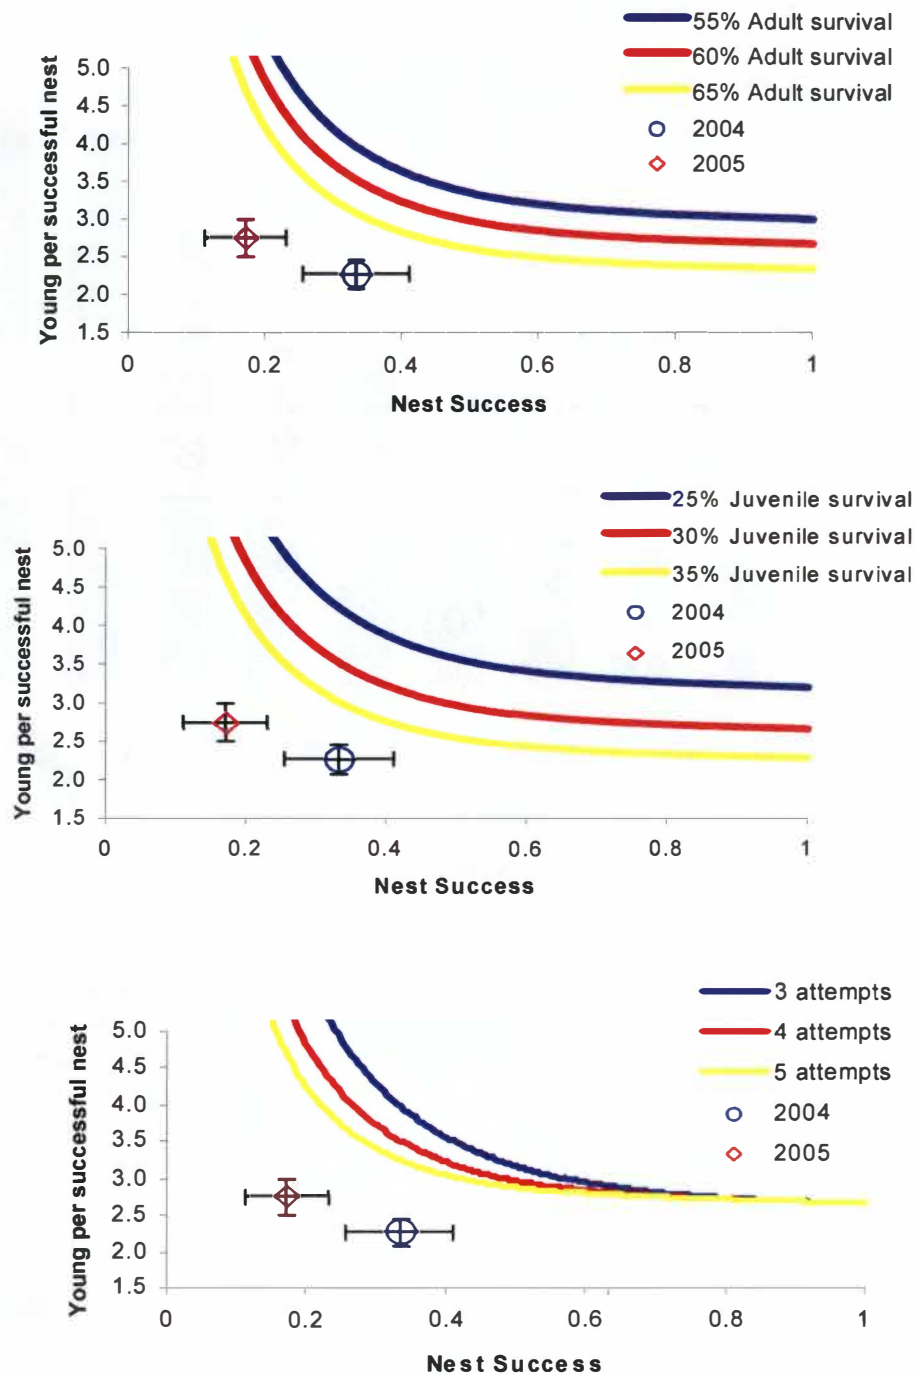 55% Adult survival
60% Adult survival
65% Adult survival
2004
2005
Young per successful nest
5.0
4.5
4.0
3.5
3.0
2.5
2.0
1.5
0 0.2 0.4 0.6 0.8 1
Nest Success
25% Juvenile survival
30% Juvenile survival
35% Juvenile survival
2004
2005
Young per successful nest
5.0
4.5
4.0
3.5
3.0
2.5
2.0
1.5
0 0.2 0.4 0.6 0.8 1
Nest Success
3 attempts
4 attempts
5 attempts
2004
2005
Young per successful nest
5.0
4.5
4.0
3.5
3.0
2.5
2.0
1.5
0 0.2 0.4 0.6 0.8 1
Nest Success